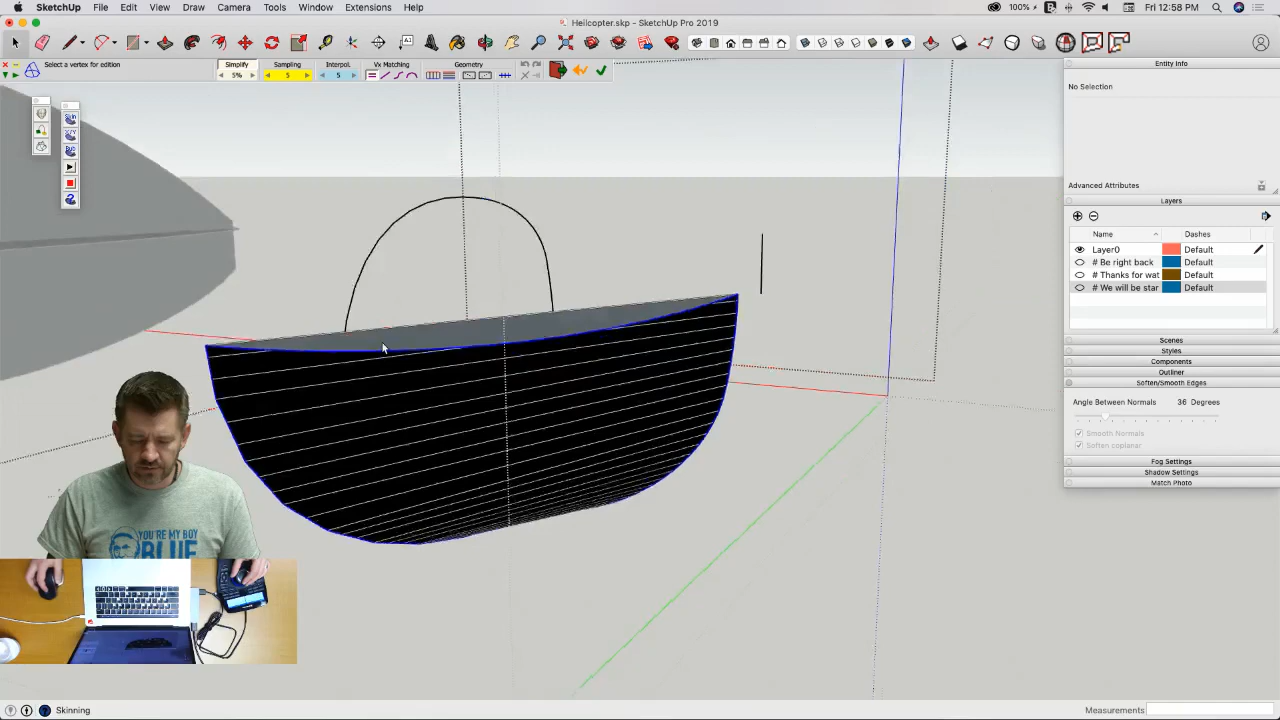 SketchUp File Edit View Draw Camera Tools Window Extensions Help 100% Fri 12:58 PM
Heilcopter.skp - SketchUp Pro 2019
Select a vertex for edition
Simplify
5%
Sampling
5
Interpol.
5
Vx Matching
Geometry
Entity Info
No Selection
Advanced Attributes
Layers
Name Dashes
Layer0 Default
# Be right back Default
# Thanks for wat Default
# We will be star Default
Scenes
Styles
Components
Outliner
Soften/Smooth Edges
Angle Between Normals 36 Degrees
Smooth Normals
Soften coplanar
Fog Settings
Shadow Settings
Match Photo
YOU'RE MY BOY
BLUE
Skinning
Measurements